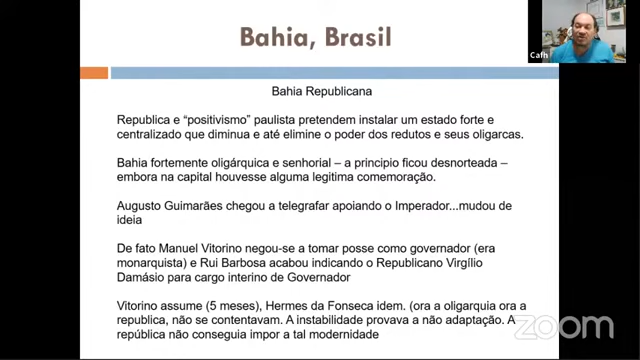 Bahia, Brasil
Cafh
Bahia Republicana
Republica e “positivismo” paulista pretendem instalar um estado forte e
centralizado que diminua e até elimine o poder dos redutos e seus oligarcas.
Bahia fortemente oligárquica e senhorial – a principio ficou desnorteada –
embora na capital houvesse alguma legitima comemoração.
Augusto Guimarães chegou a telegrafar apoiando o Imperador...mudou de
ideia
De fato Manuel Vitorino negou-se a tomar posse como governador (era
monarquista) e Rui Barbosa acabou indicando o Republicano Virgílio
Damásio para cargo interino de Governador
Vitorino assume (5 meses), Hermes da Fonseca idem. (ora a oligarquia ora a
republica, não se contentavam. A instabilidade provava a não adaptação. A
república não conseguia impor a tal modernidade
zoom